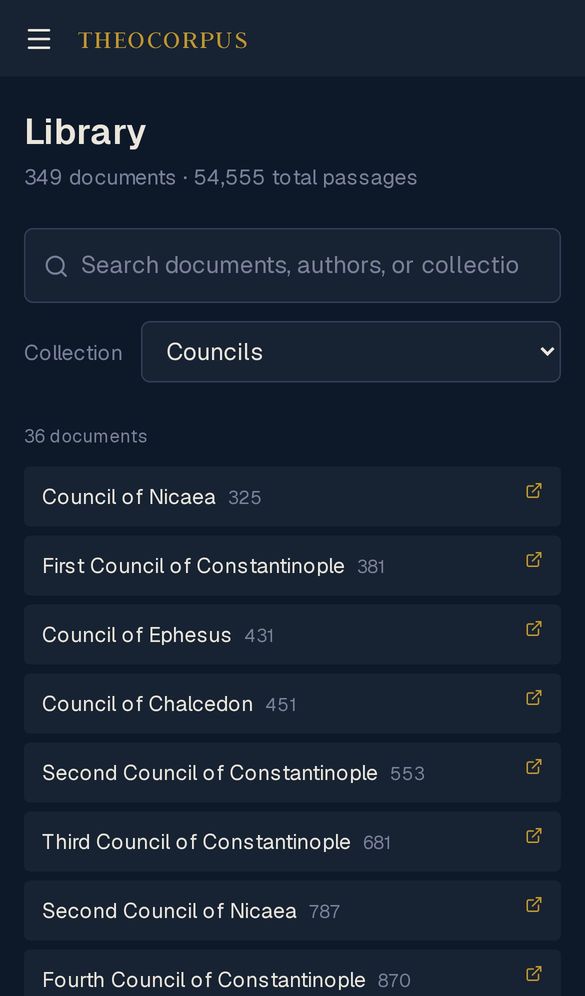 THEOCORPUS
Library
349 documents · 54,555 total passages
Search documents, authors, or collectio
Collection
Councils
36 documents
Council of Nicaea 325
First Council of Constantinople 381
Council of Ephesus 431
Council of Chalcedon 451
Second Council of Constantinople 553
Third Council of Constantinople 681
Second Council of Nicaea 787
Fourth Council of Constantinople 870